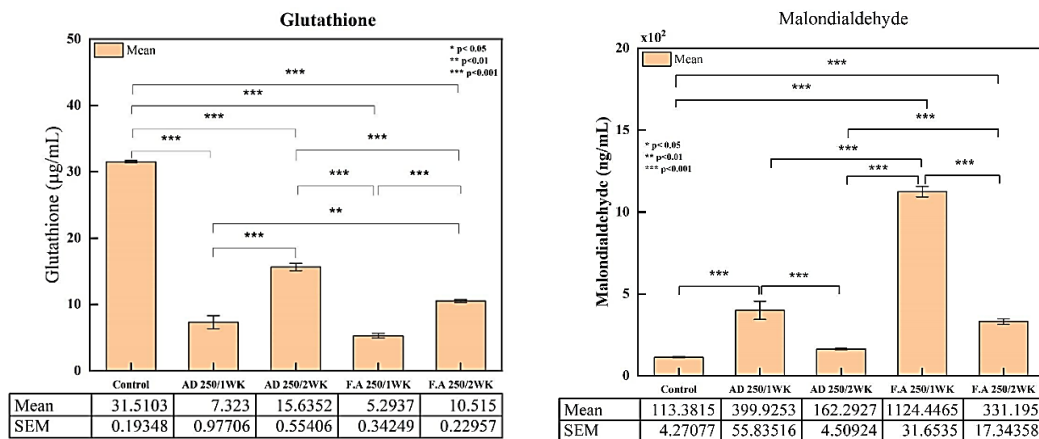 Glutathione
50
40
30
20
10
0
Glutathione (µg/mL)
Mean
* p< 0.05
** p<0.01
*** p<0.001
***
***
***
***
***
***
***
**
***
Control AD 250/1WK AD 250/2WK F.A 250/1WK F.A 250/2WK
Mean 31.5103 7.323 15.6352 5.2937 10.515
SEM 0.19348 0.97706 0.55406 0.34249 0.22957
Malondialdehyde
x10²
20
15
10
5
0
Malondialdehyde (ng/mL)
Mean
* p<0.05
** p<0.01
*** p<0.001
***
***
***
***
***
***
***
***
Control AD 250/1WK AD 250/2WK F.A 250/1WK F.A 250/2WK
Mean 113.3815 399.9253 162.2927 1124.4465 331.195
SEM 4.27077 55.83516 4.50924 31.6535 17.34358